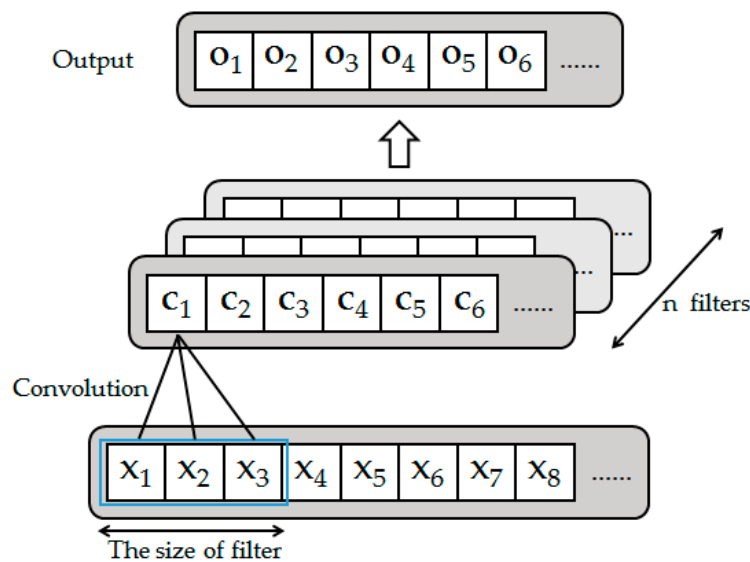 Output
o1 o2 o3 o4 o5 o6 ......
...
...
n filters
c1 c2 c3 c4 c5 c6 ......
Convolution
x1 x2 x3 x4 x5 x6 x7 x8 ......
The size of filter